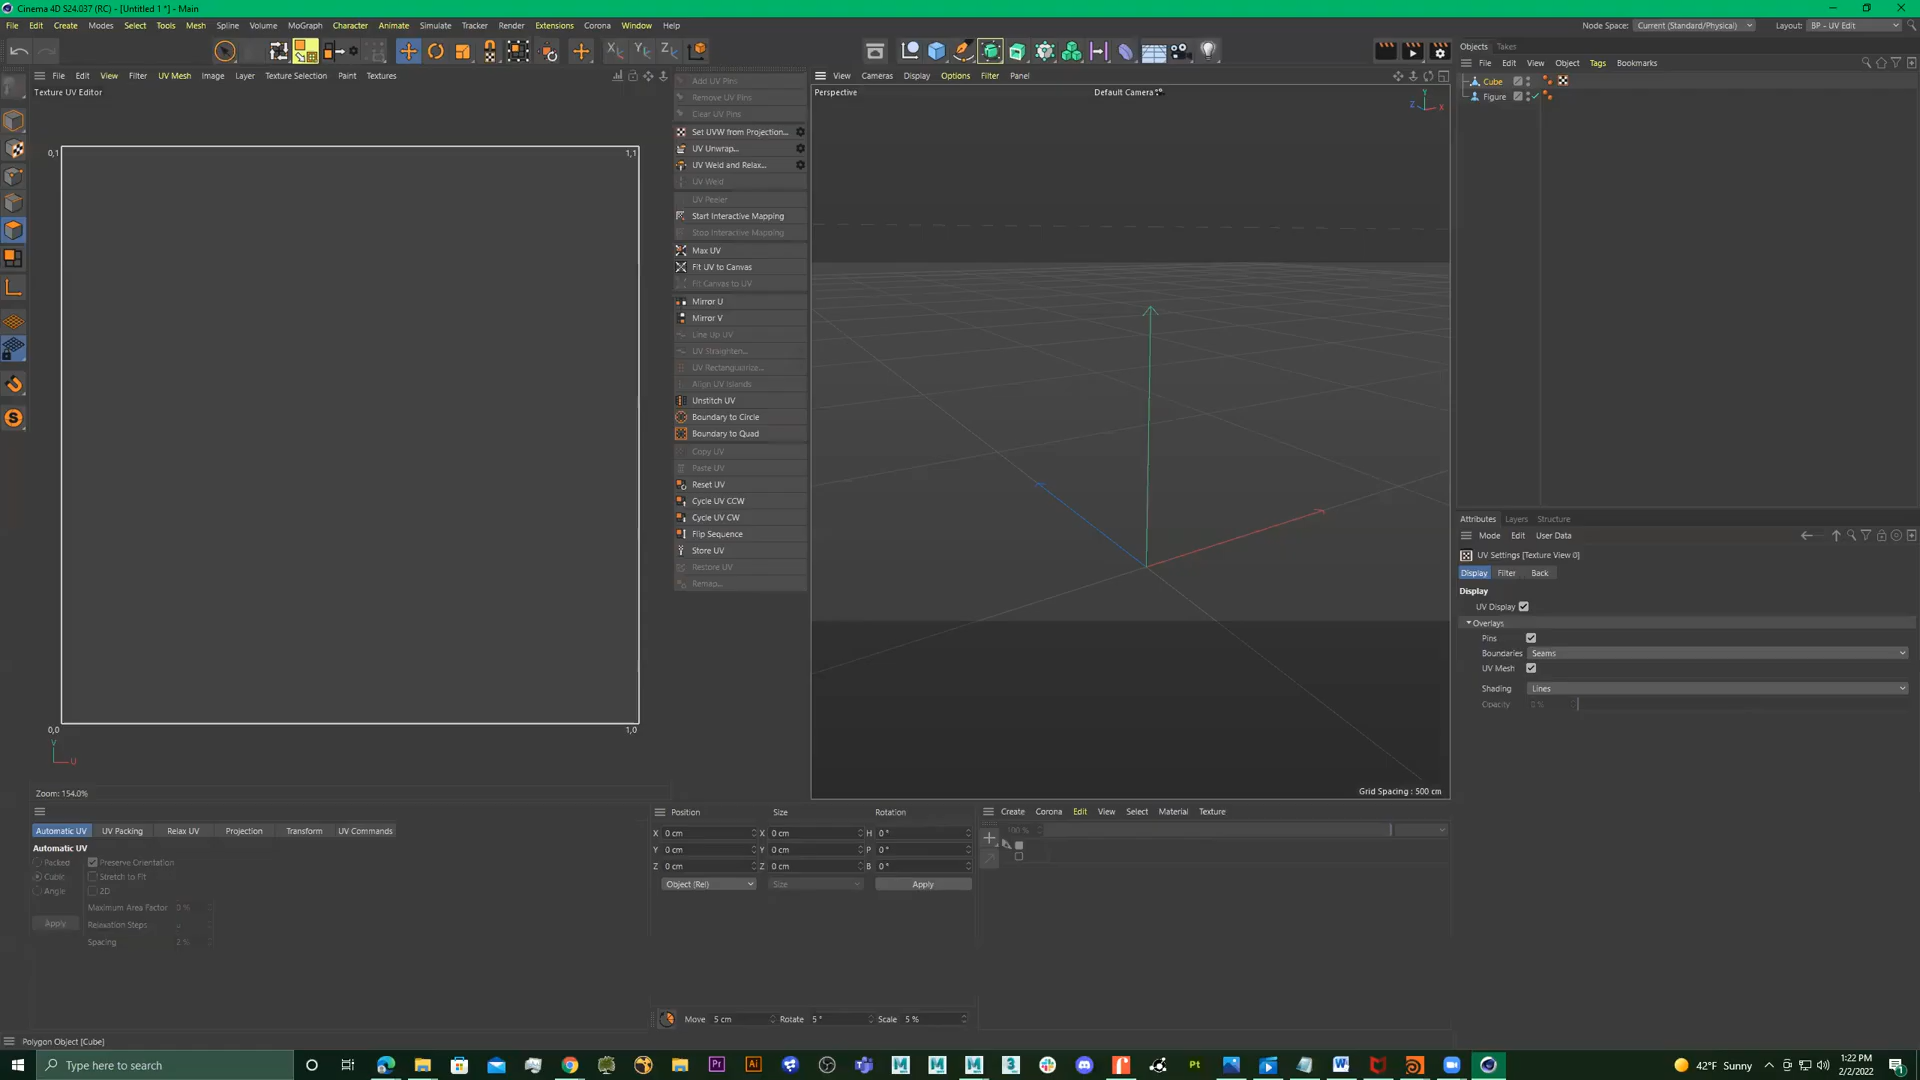 Cinema 4D S24.037 (RC) - [Untitled 1 *] - Main
File Edit Create Modes Select Tools Mesh Spline Volume MoGraph Character Animate Simulate Tracker Render Extensions Corona Window Help
Node Space: Current (Standard/Physical) Layout: BP - UV Edit
Objects Takes
File Edit View Object Tags Bookmarks
Cube
Figure
File Edit View Filter UV Mesh Image Layer Texture Selection Paint Textures
Texture UV Editor
0,1
1,1
0,0
1,0
V
U
Zoom: 154.0%
Add UV Pins
Remove UV Pins
Clear UV Pins
Set UVW from Projection...
UV Unwrap...
UV Weld and Relax...
UV Weld
UV Peeler
Start Interactive Mapping
Stop Interactive Mapping
Max UV
Fit UV to Canvas
Fit Canvas to UV
Mirror U
Mirror V
Line Up UV
UV Straighten...
UV Rectangularize...
Align UV Islands
Unstitch UV
Boundary to Circle
Boundary to Quad
Copy UV
Paste UV
Reset UV
Cycle UV CCW
Cycle UV CW
Flip Sequence
Store UV
Restore UV
Remap...
View Cameras Display Options Filter Panel
Perspective
Default Camera
Y
Z
X
Grid Spacing : 500 cm
Attributes Layers Structure
Mode Edit User Data
UV Settings [Texture View 0]
Display Filter Back
Display
UV Display
Overlays
Pins
Boundaries Seams
UV Mesh
Shading Lines
Opacity
Automatic UV UV Packing Relax UV Projection Transform UV Commands
Automatic UV
Packed Preserve Orientation
Cubic Stretch to Fit
Angle 2D
Maximum Area Factor 0 %
Apply Relaxation Steps
Spacing 2 %
Position Size Rotation
X 0 cm X 0 cm H 0 °
Y 0 cm Y 0 cm P 0 °
Z 0 cm Z 0 cm B 0 °
Object (Rel) Size Apply
Create Corona Edit View Select Material Texture
100 %
Move 5 cm Rotate 5 ° Scale 5 %
Polygon Object [Cube]
Type here to search
42°F Sunny
1:22 PM
2/2/2022